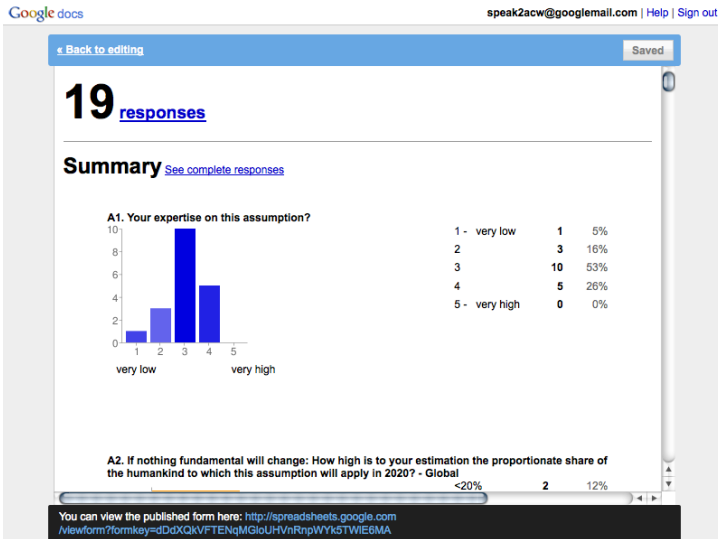 Google docs
speak2acw@googlemail.com | Help | Sign out
« Back to editing
Saved
19 responses
Summary See complete responses
A1. Your expertise on this assumption?
10
8
6
4
2
0
1 2 3 4 5
very low very high
1 - very low 1 5%
2 3 16%
3 10 53%
4 5 26%
5 - very high 0 0%
A2. If nothing fundamental will change: How high is to your estimation the proportionate share of
the humankind to which this assumption will apply in 2020? - Global
<20% 2 12%
You can view the published form here: http://spreadsheets.google.com
/viewform?formkey=dDdXQkVFTENqMGloUHVnRnpWYk5TWlE6MA